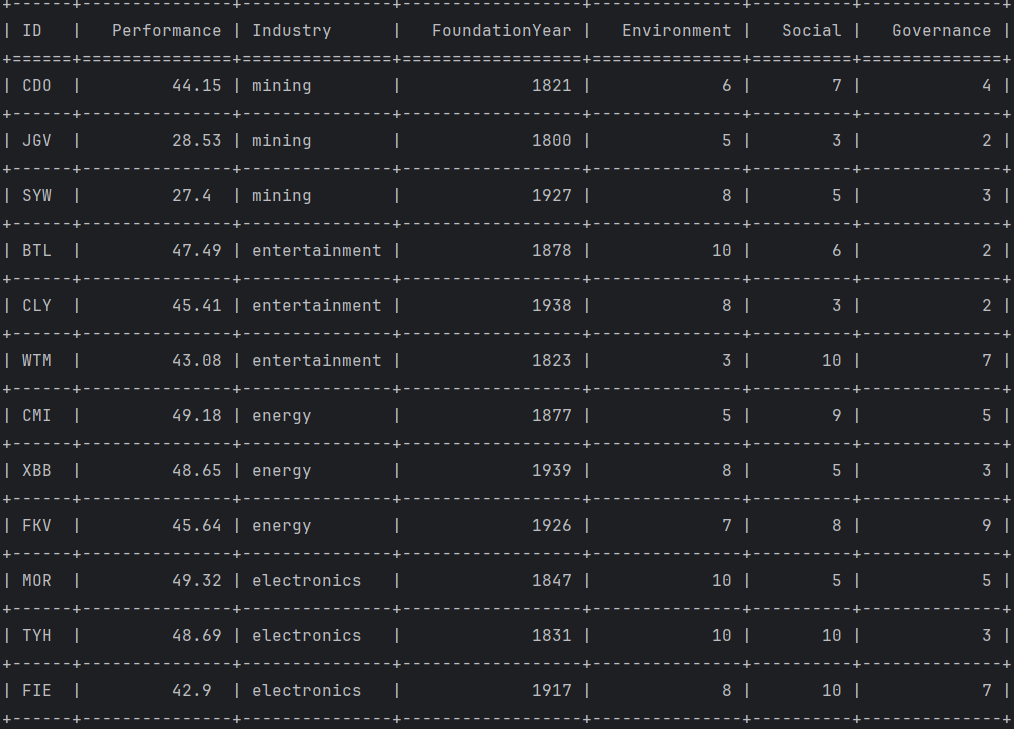 +------+---------------+---------------+------------------+---------------+----------+--------------+
| ID   |   Performance | Industry      |   FoundationYear |   Environment |   Social |   Governance |
+======+===============+===============+==================+===============+==========+==============+
| CDO  |         44.15 | mining        |             1821 |             6 |        7 |            4 |
+------+---------------+---------------+------------------+---------------+----------+--------------+
| JGV  |         28.53 | mining        |             1800 |             5 |        3 |            2 |
+------+---------------+---------------+------------------+---------------+----------+--------------+
| SYW  |         27.4  | mining        |             1927 |             8 |        5 |            3 |
+------+---------------+---------------+------------------+---------------+----------+--------------+
| BTL  |         47.49 | entertainment |             1878 |            10 |        6 |            2 |
+------+---------------+---------------+------------------+---------------+----------+--------------+
| CLY  |         45.41 | entertainment |             1938 |             8 |        3 |            2 |
+------+---------------+---------------+------------------+---------------+----------+--------------+
| WTM  |         43.08 | entertainment |             1823 |             3 |       10 |            7 |
+------+---------------+---------------+------------------+---------------+----------+--------------+
| CMI  |         49.18 | energy        |             1877 |             5 |        9 |            5 |
+------+---------------+---------------+------------------+---------------+----------+--------------+
| XBB  |         48.65 | energy        |             1939 |             8 |        5 |            3 |
+------+---------------+---------------+------------------+---------------+----------+--------------+
| FKV  |         45.64 | energy        |             1926 |             7 |        8 |            9 |
+------+---------------+---------------+------------------+---------------+----------+--------------+
| MOR  |         49.32 | electronics   |             1847 |            10 |        5 |            5 |
+------+---------------+---------------+------------------+---------------+----------+--------------+
| TYH  |         48.69 | electronics   |             1831 |            10 |       10 |            3 |
+------+---------------+---------------+------------------+---------------+----------+--------------+
| FIE  |         42.9  | electronics   |             1917 |             8 |       10 |            7 |
+------+---------------+---------------+------------------+---------------+----------+--------------+